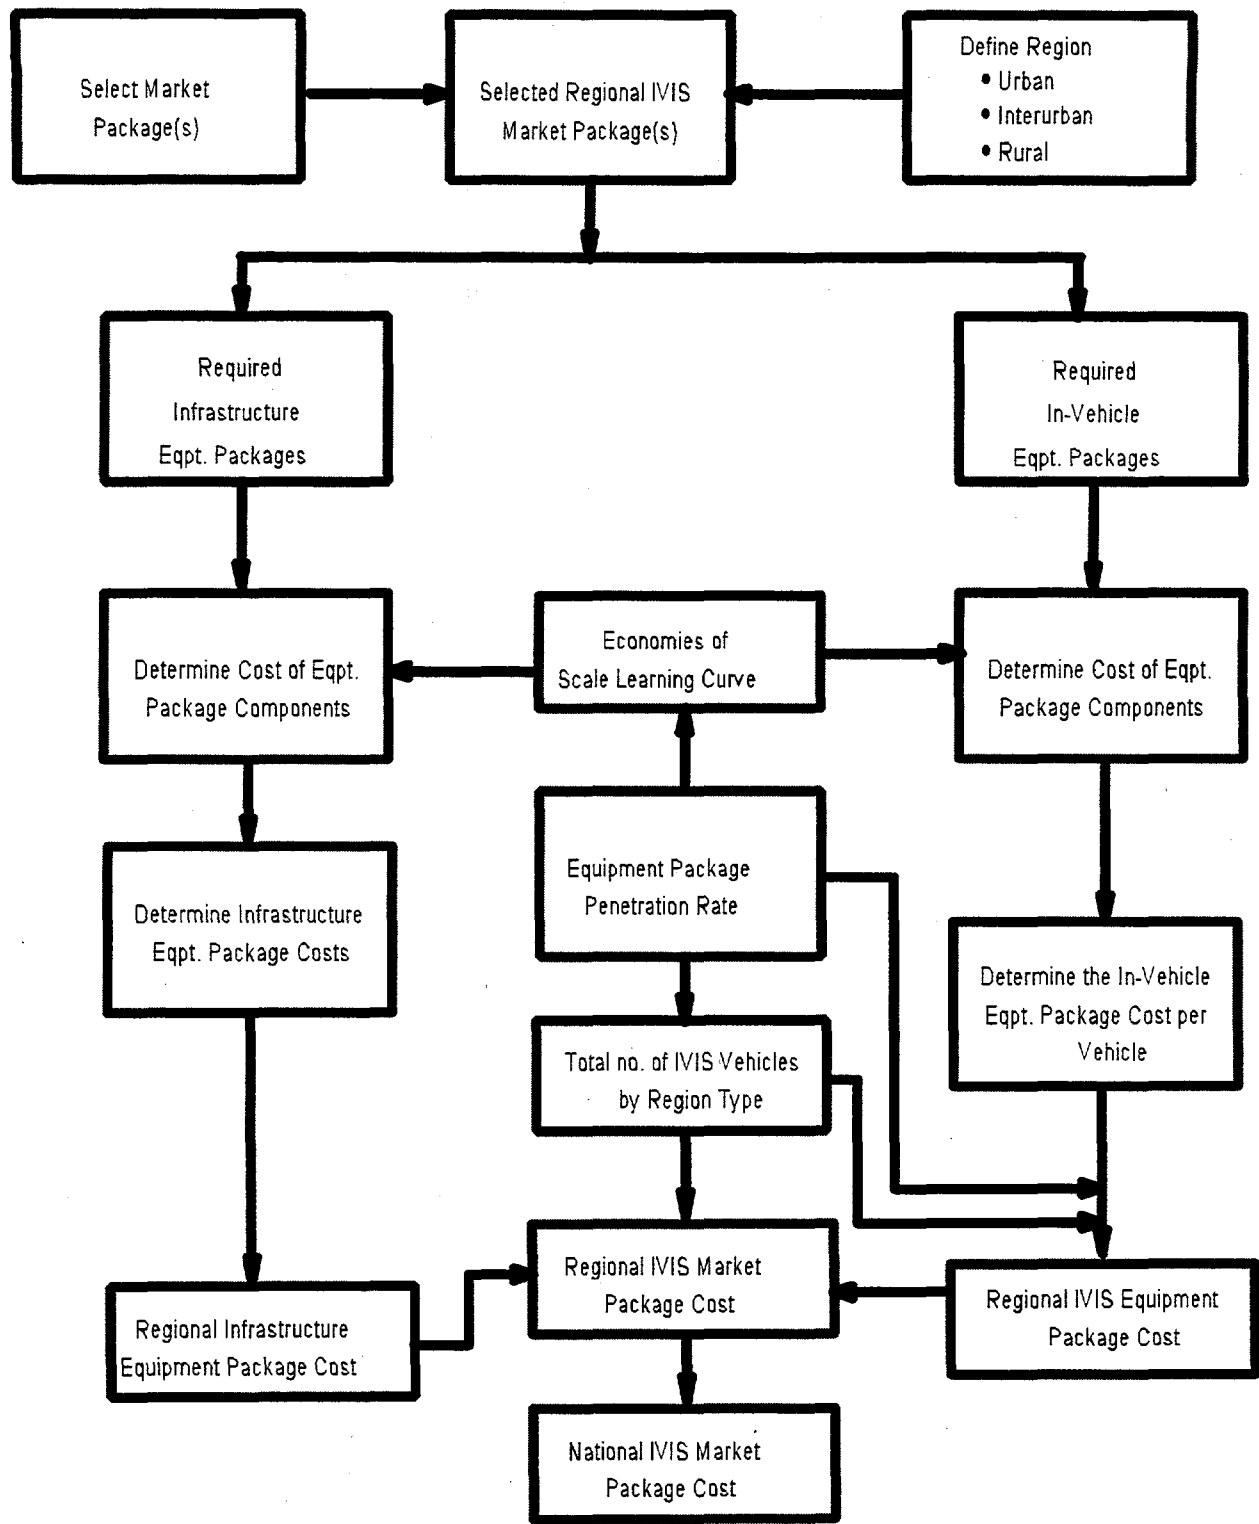 Select Market
Package(s)
Selected Regional IVIS
Market Package(s)
Define Region
• Urban
• Interurban
• Rural
Required
Infrastructure
Eqpt. Packages
Required
In-Vehicle
Eqpt. Packages
Determine Cost of Eqpt.
Package Components
Economies of
Scale Learning Curve
Determine Cost of Eqpt.
Package Components
Determine Infrastructure
Eqpt. Package Costs
Equipment Package
Penetration Rate
Determine the In-Vehicle
Eqpt. Package Cost per
Vehicle
Total no. of IVIS Vehicles
by Region Type
Regional Infrastructure
Equipment Package Cost
Regional IVIS Market
Package Cost
Regional IVIS Equipment
Package Cost
National IVIS Market
Package Cost